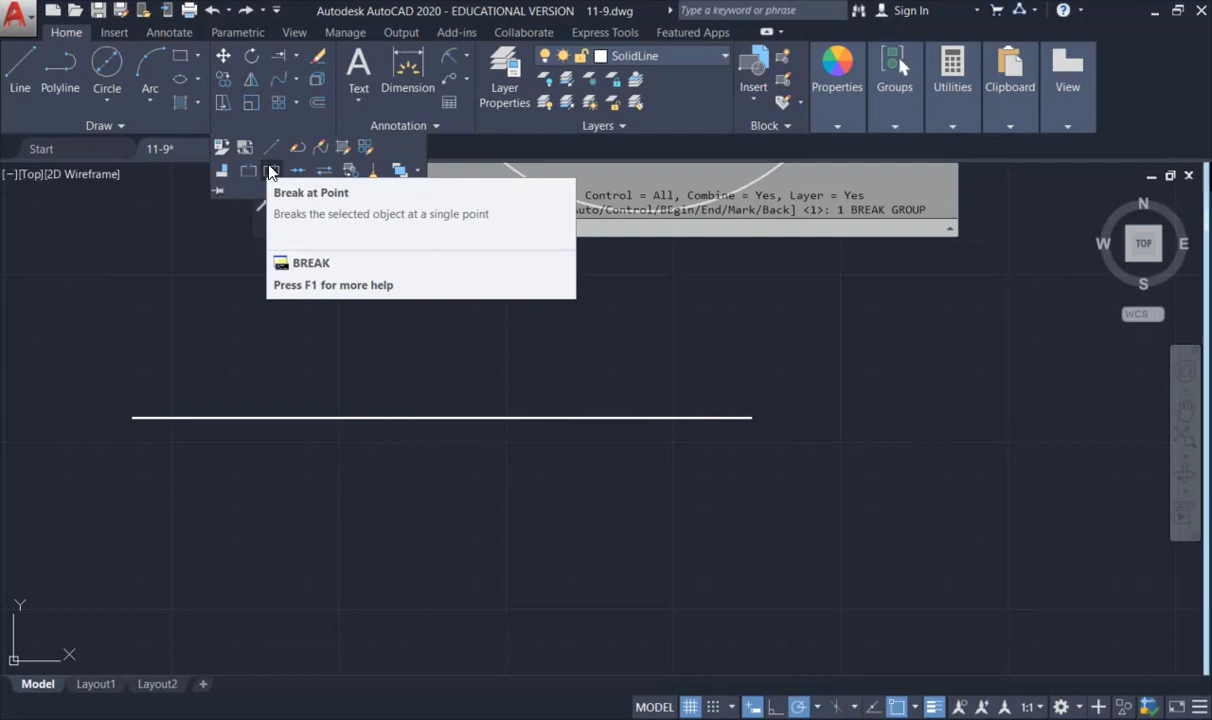 A Autodesk AutoCAD 2020 - EDUCATIONAL VERSION 11-9.dwg Type a keyword or phrase Sign In
Home Insert Annotate Parametric View Manage Output Add-ins Collaborate Express Tools Featured Apps
SolidLine
Line Polyline Circle Arc Text Dimension Layer Properties Insert Properties Groups Utilities Clipboard View
Draw Annotation Layers Block
Start 11-9*
[−][Top][2D Wireframe]
Break at Point
Breaks the selected object at a single point
BREAK
Press F1 for more help
Control = All, Combine = Yes, Layer = Yes
uto/Control/BEgin/End/Mark/Back] <1>: 1 BREAK GROUP
N
W TOP E
S
WCS
Y
X
Model Layout1 Layout2 +
MODEL 1:1